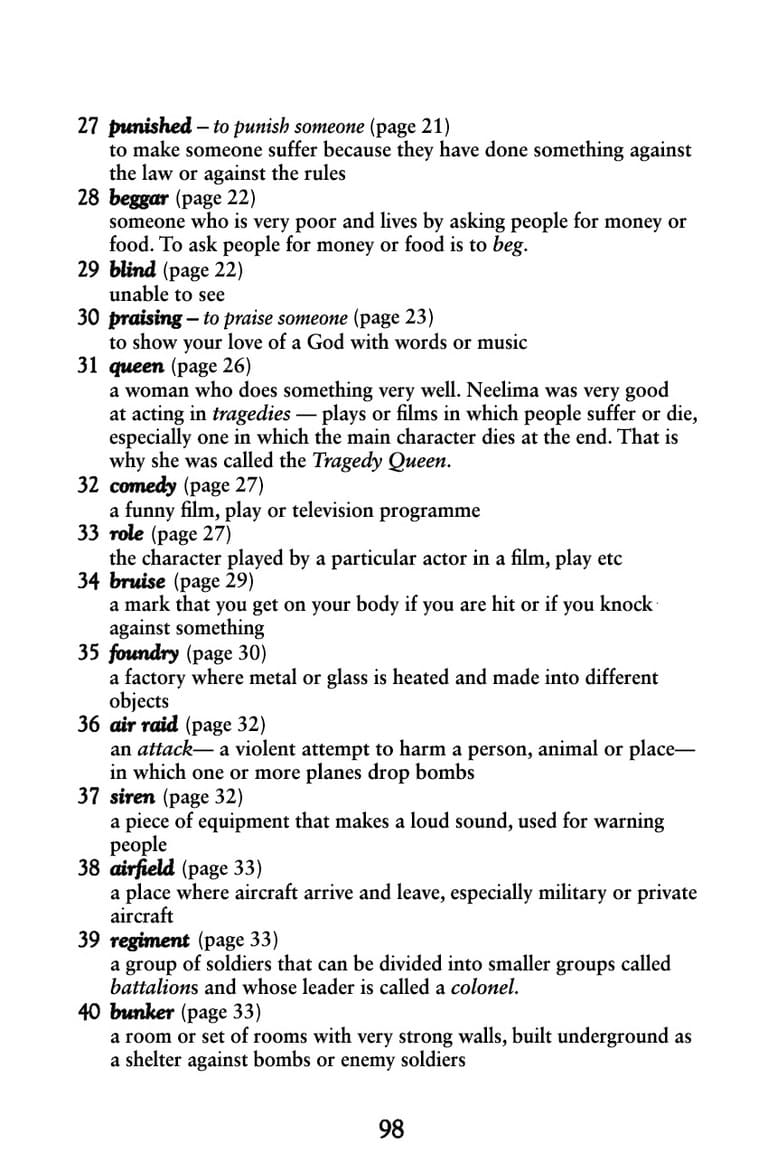 27 punished – to punish someone (page 21)
to make someone suffer because they have done something against
the law or against the rules
28 beggar (page 22)
someone who is very poor and lives by asking people for money or
food. To ask people for money or food is to beg.
29 blind (page 22)
unable to see
30 praising – to praise someone (page 23)
to show your love of a God with words or music
31 queen (page 26)
a woman who does something very well. Neelima was very good
at acting in tragedies — plays or films in which people suffer or die,
especially one in which the main character dies at the end. That is
why she was called the Tragedy Queen.
32 comedy (page 27)
a funny film, play or television programme
33 role (page 27)
the character played by a particular actor in a film, play etc
34 bruise (page 29)
a mark that you get on your body if you are hit or if you knock
against something
35 foundry (page 30)
a factory where metal or glass is heated and made into different
objects
36 air raid (page 32)
an attack— a violent attempt to harm a person, animal or place—
in which one or more planes drop bombs
37 siren (page 32)
a piece of equipment that makes a loud sound, used for warning
people
38 airfield (page 33)
a place where aircraft arrive and leave, especially military or private
aircraft
39 regiment (page 33)
a group of soldiers that can be divided into smaller groups called
battalions and whose leader is called a colonel.
40 bunker (page 33)
a room or set of rooms with very strong walls, built underground as
a shelter against bombs or enemy soldiers
98